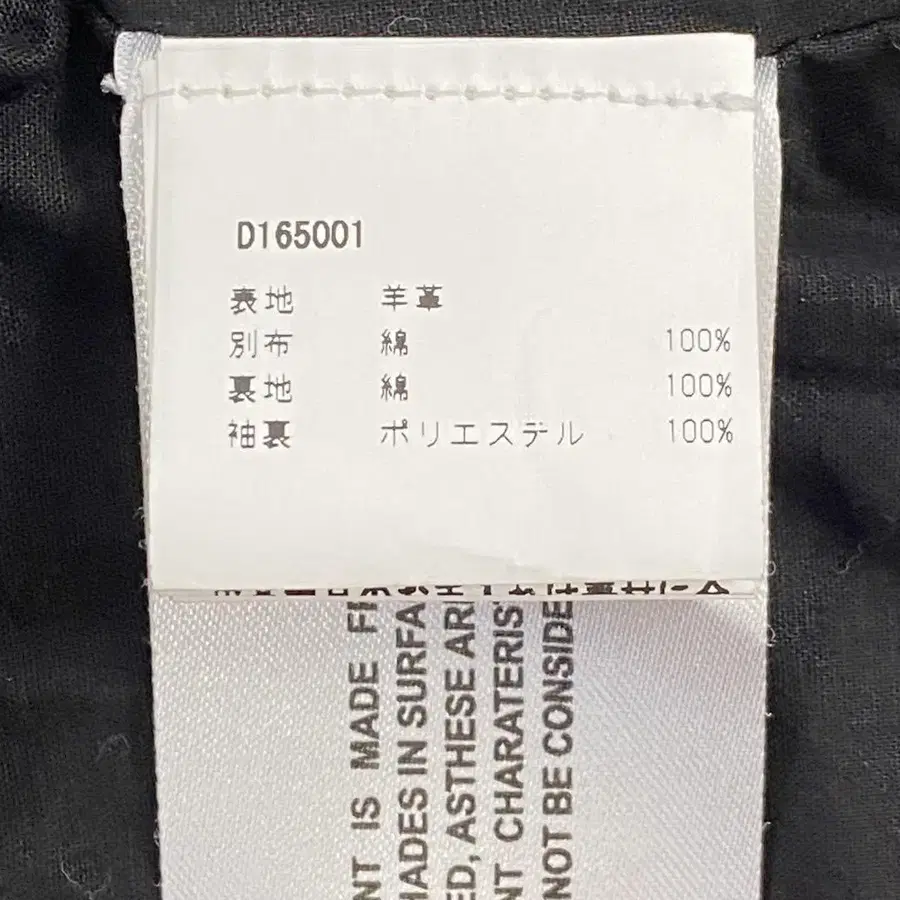 D165001
表地 羊革
別布 綿 100%
裏地 綿 100%
袖裏 ポリエステル 100%
NT IS MADE
HADES IN SURFA
ED, ASTHESE AR
NT CHARATERIS
NOT BE CONSIDE